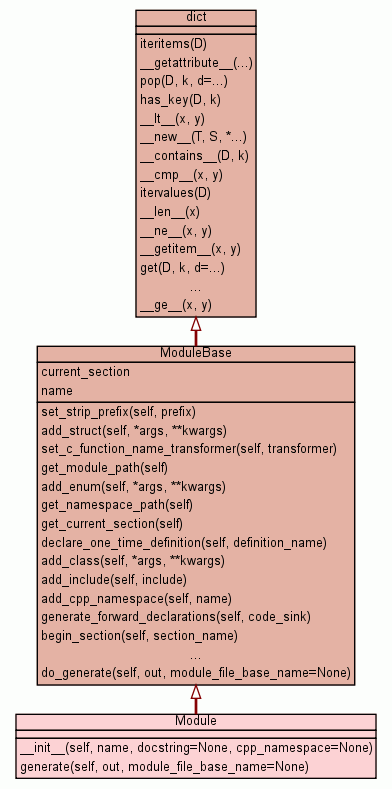 dict
iteritems(D)
__getattribute__(...)
pop(D, k, d=...)
has_key(D, k)
__lt__(x, y)
__new__(T, S, *...)
__contains__(D, k)
__cmp__(x, y)
itervalues(D)
__len__(x)
__ne__(x, y)
__getitem__(x, y)
get(D, k, d=...)
...
__ge__(x, y)
ModuleBase
current_section
name
set_strip_prefix(self, prefix)
add_struct(self, *args, **kwargs)
set_c_function_name_transformer(self, transformer)
get_module_path(self)
add_enum(self, *args, **kwargs)
get_namespace_path(self)
get_current_section(self)
declare_one_time_definition(self, definition_name)
add_class(self, *args, **kwargs)
add_include(self, include)
add_cpp_namespace(self, name)
generate_forward_declarations(self, code_sink)
begin_section(self, section_name)
...
do_generate(self, out, module_file_base_name=None)
Module
__init__(self, name, docstring=None, cpp_namespace=None)
generate(self, out, module_file_base_name=None)